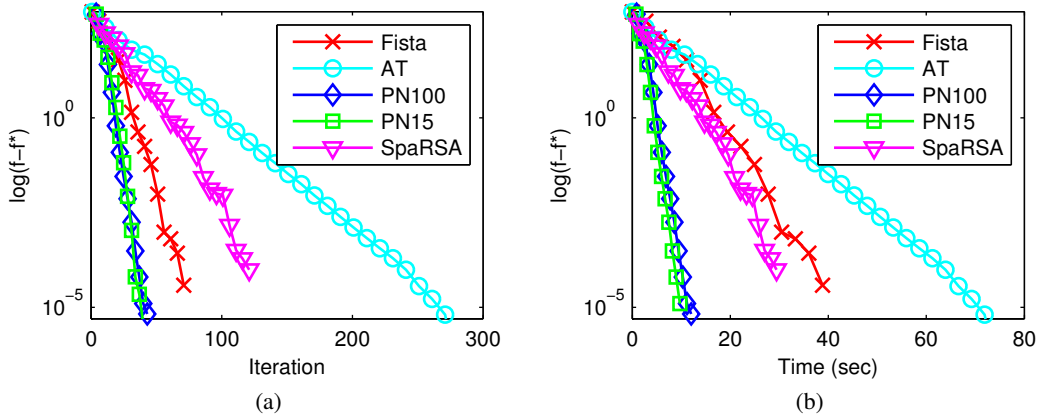 log(f−f*)
10^0
10^-5
0
100
200
300
Iteration
Fista
AT
PN100
PN15
SpaRSA
(a)
log(f−f*)
10^0
10^-5
0
20
40
60
80
Time (sec)
Fista
AT
PN100
PN15
SpaRSA
(b)